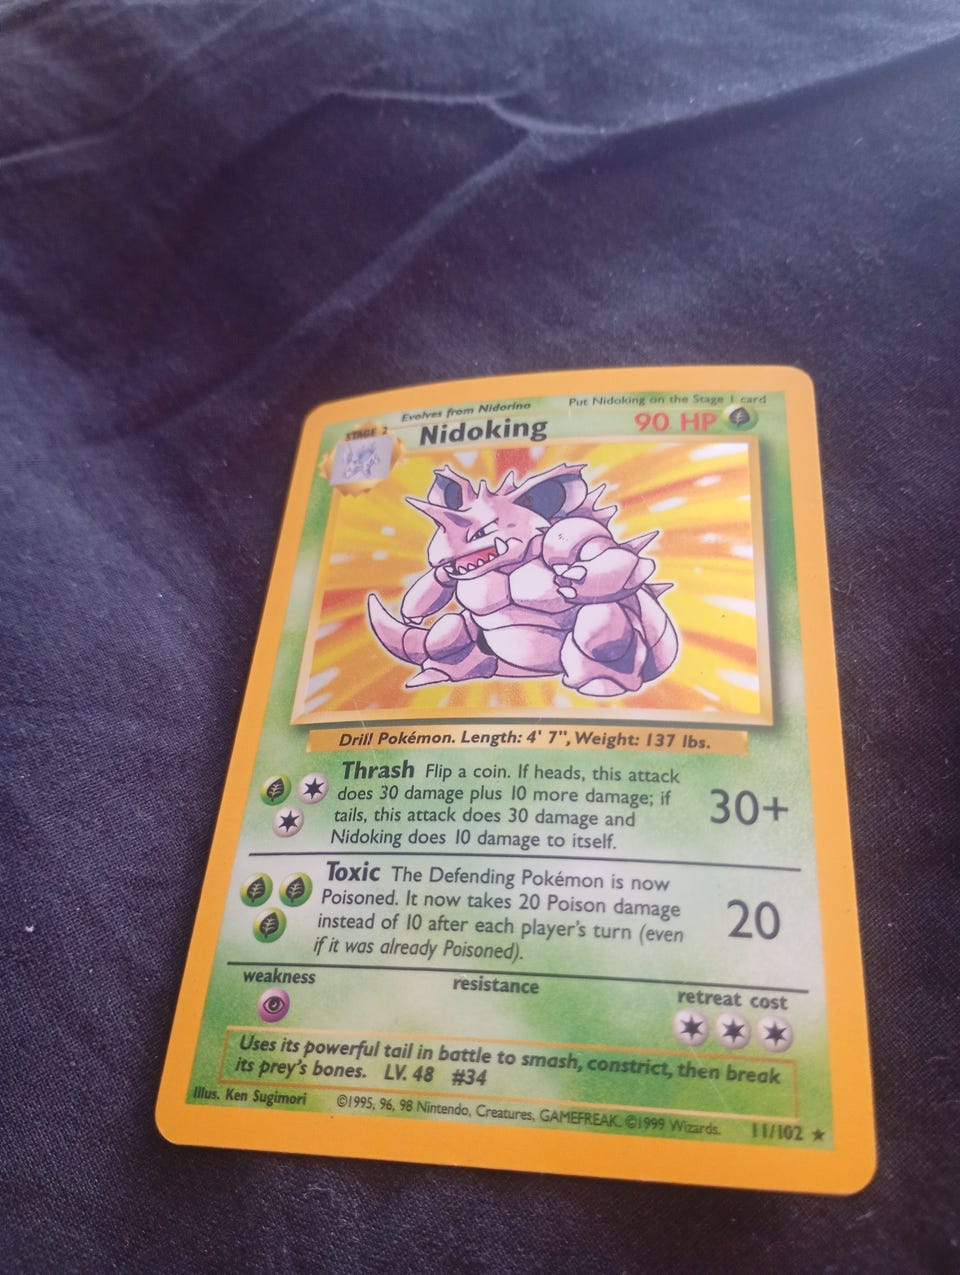 Evolves from Nidorino
Put Nidoking on the Stage 1 card
STAGE 2
Nidoking
90 HP
Drill Pokémon. Length: 4' 7", Weight: 137 lbs.
Thrash Flip a coin. If heads, this attack
does 30 damage plus 10 more damage; if
tails, this attack does 30 damage and
Nidoking does 10 damage to itself.
30+
Toxic The Defending Pokémon is now
Poisoned. It now takes 20 Poison damage
instead of 10 after each player's turn (even
if it was already Poisoned).
20
weakness
resistance
retreat cost
Uses its powerful tail in battle to smash, constrict, then break
its prey's bones. LV. 48 #34
Illus. Ken Sugimori
©1995, 96, 98 Nintendo, Creatures, GAMEFREAK. ©1999 Wizards.
11/102